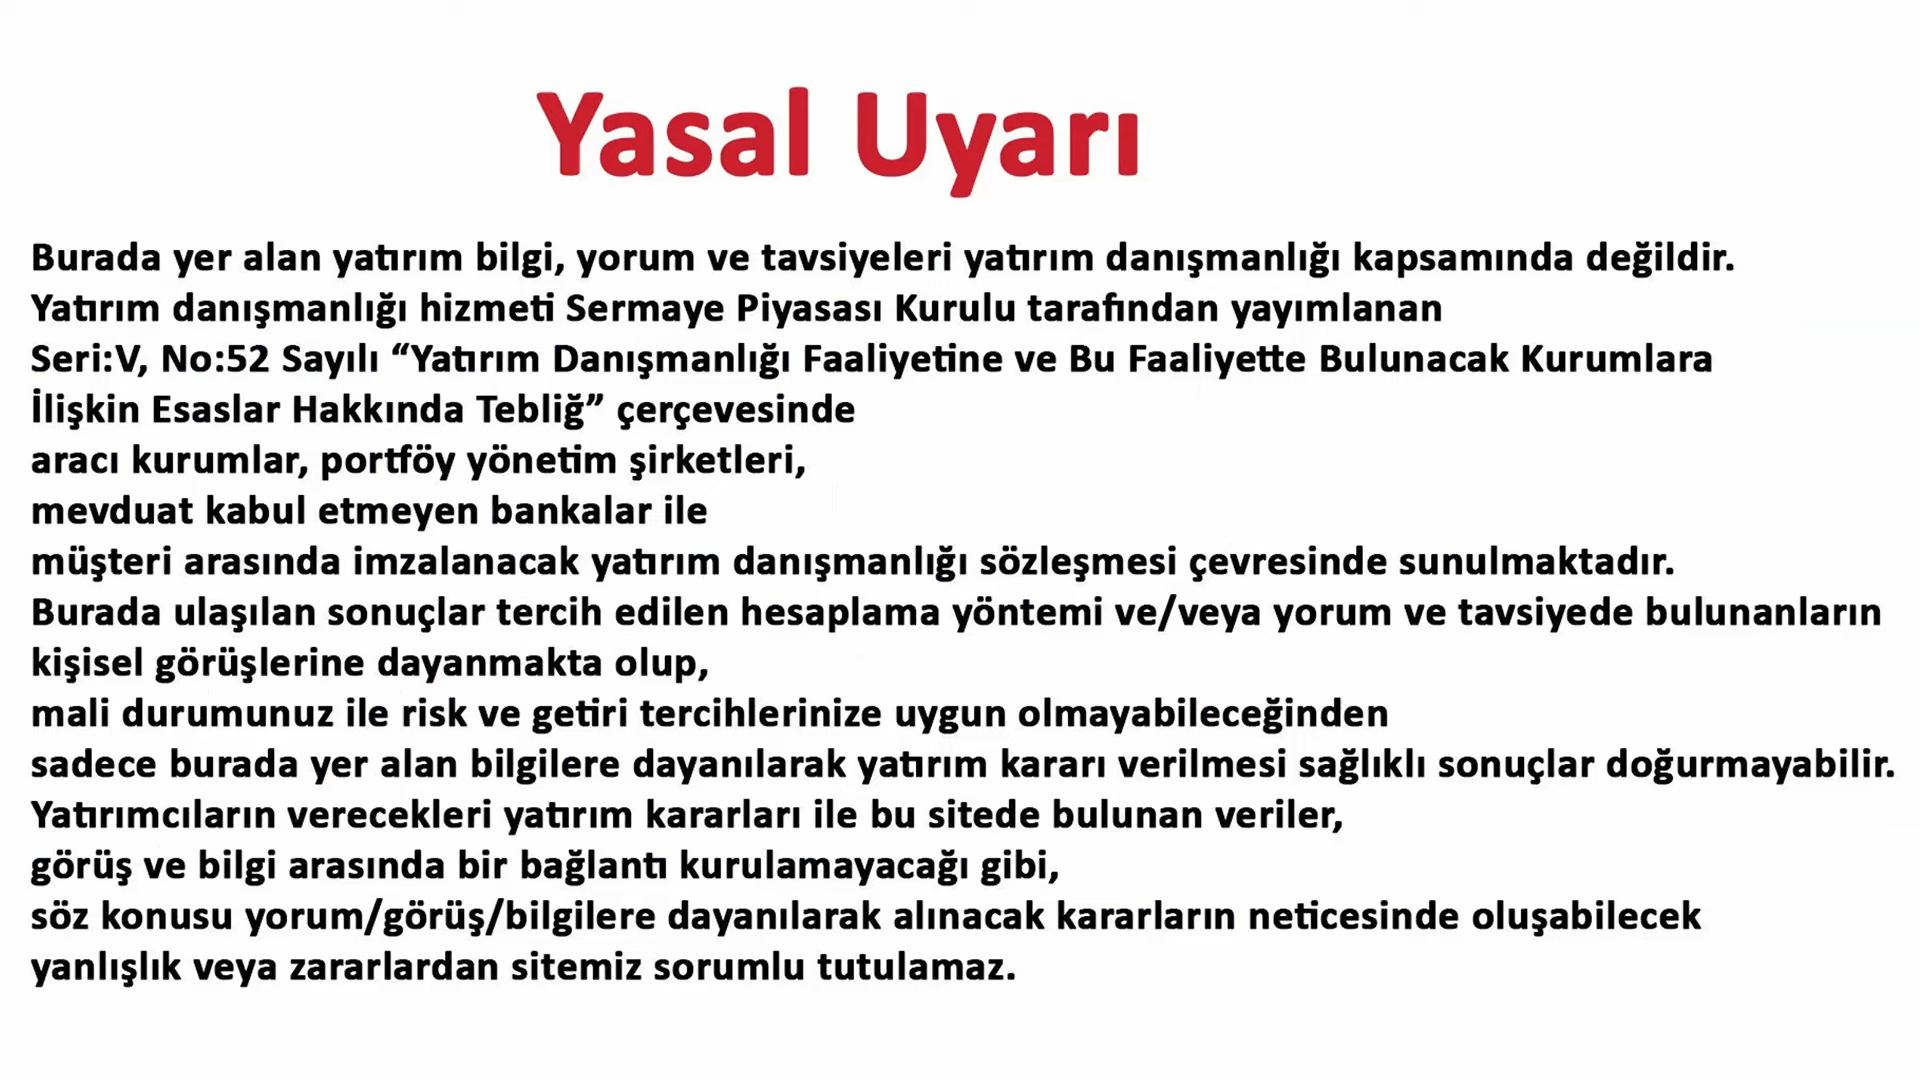 Yasal Uyarı
Burada yer alan yatırım bilgi, yorum ve tavsiyeleri yatırım danışmanlığı kapsamında değildir.
Yatırım danışmanlığı hizmeti Sermaye Piyasası Kurulu tarafından yayımlanan
Seri:V, No:52 Sayılı “Yatırım Danışmanlığı Faaliyetine ve Bu Faaliyette Bulunacak Kurumlara
İlişkin Esaslar Hakkında Tebliğ” çerçevesinde
aracı kurumlar, portföy yönetim şirketleri,
mevduat kabul etmeyen bankalar ile
müşteri arasında imzalanacak yatırım danışmanlığı sözleşmesi çevresinde sunulmaktadır.
Burada ulaşılan sonuçlar tercih edilen hesaplama yöntemi ve/veya yorum ve tavsiyede bulunanların
kişisel görüşlerine dayanmakta olup,
mali durumunuz ile risk ve getiri tercihlerinize uygun olmayabileceğinden
sadece burada yer alan bilgilere dayanılarak yatırım kararı verilmesi sağlıklı sonuçlar doğurmayabilir.
Yatırımcıların verecekleri yatırım kararları ile bu sitede bulunan veriler,
görüş ve bilgi arasında bir bağlantı kurulamayacağı gibi,
söz konusu yorum/görüş/bilgilere dayanılarak alınacak kararların neticesinde oluşabilecek
yanlışlık veya zararlardan sitemiz sorumlu tutulamaz.